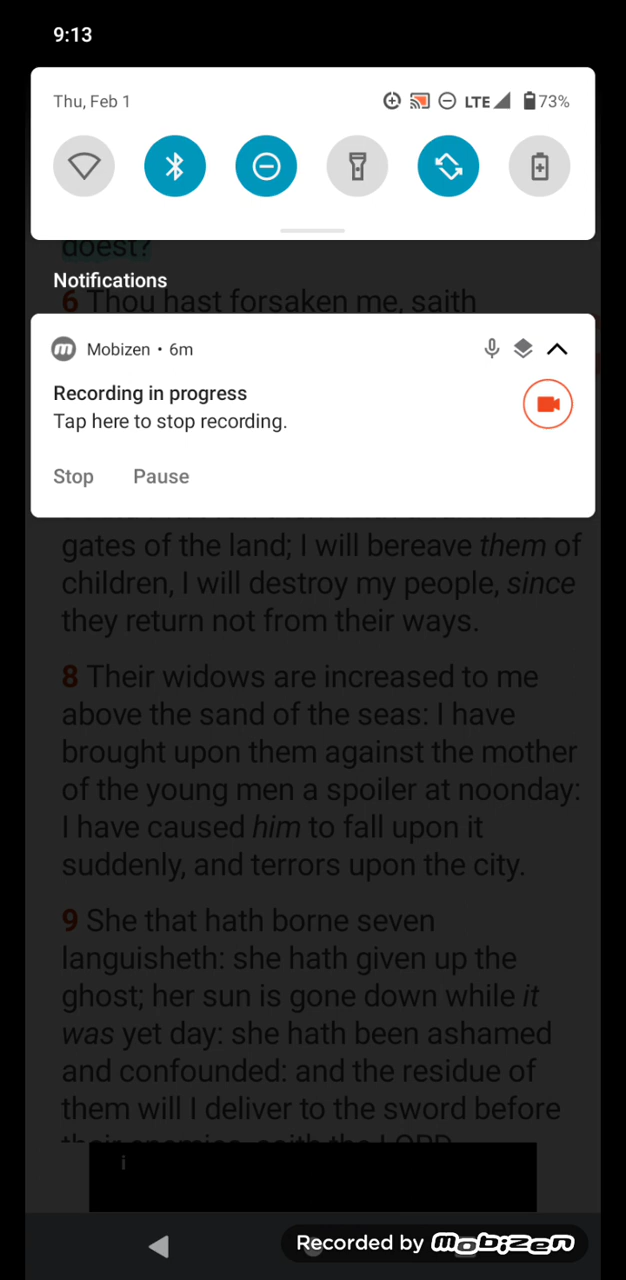 9:13
Thu, Feb 1
LTE
73%
doest?
Notifications
6 Thou hast forsaken me, saith
Mobizen • 6m
Recording in progress
Tap here to stop recording.
Stop Pause
gates of the land; I will bereave them of
children, I will destroy my people, since
they return not from their ways.
8 Their widows are increased to me
above the sand of the seas: I have
brought upon them against the mother
of the young men a spoiler at noonday:
I have caused him to fall upon it
suddenly, and terrors upon the city.
9 She that hath borne seven
languisheth: she hath given up the
ghost; her sun is gone down while it
was yet day: she hath been ashamed
and confounded: and the residue of
them will I deliver to the sword before
their enemies, saith the LORD
Recorded by mobizen